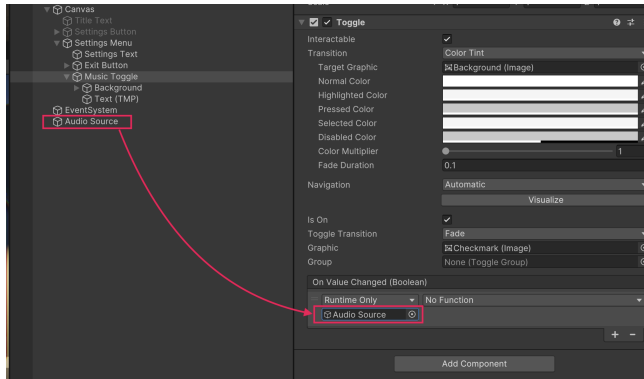 Canvas
Title Text
Settings Button
Settings Menu
Settings Text
Exit Button
Music Toggle
Background
Text (TMP)
EventSystem
Audio Source
Toggle
Interactable
Transition Color Tint
Target Graphic Background (Image)
Normal Color
Highlighted Color
Pressed Color
Selected Color
Disabled Color
Color Multiplier 1
Fade Duration 0.1
Navigation Automatic
Visualize
Is On
Toggle Transition Fade
Graphic Checkmark (Image)
Group None (Toggle Group)
On Value Changed (Boolean)
Runtime Only No Function
Audio Source
+ -
Add Component